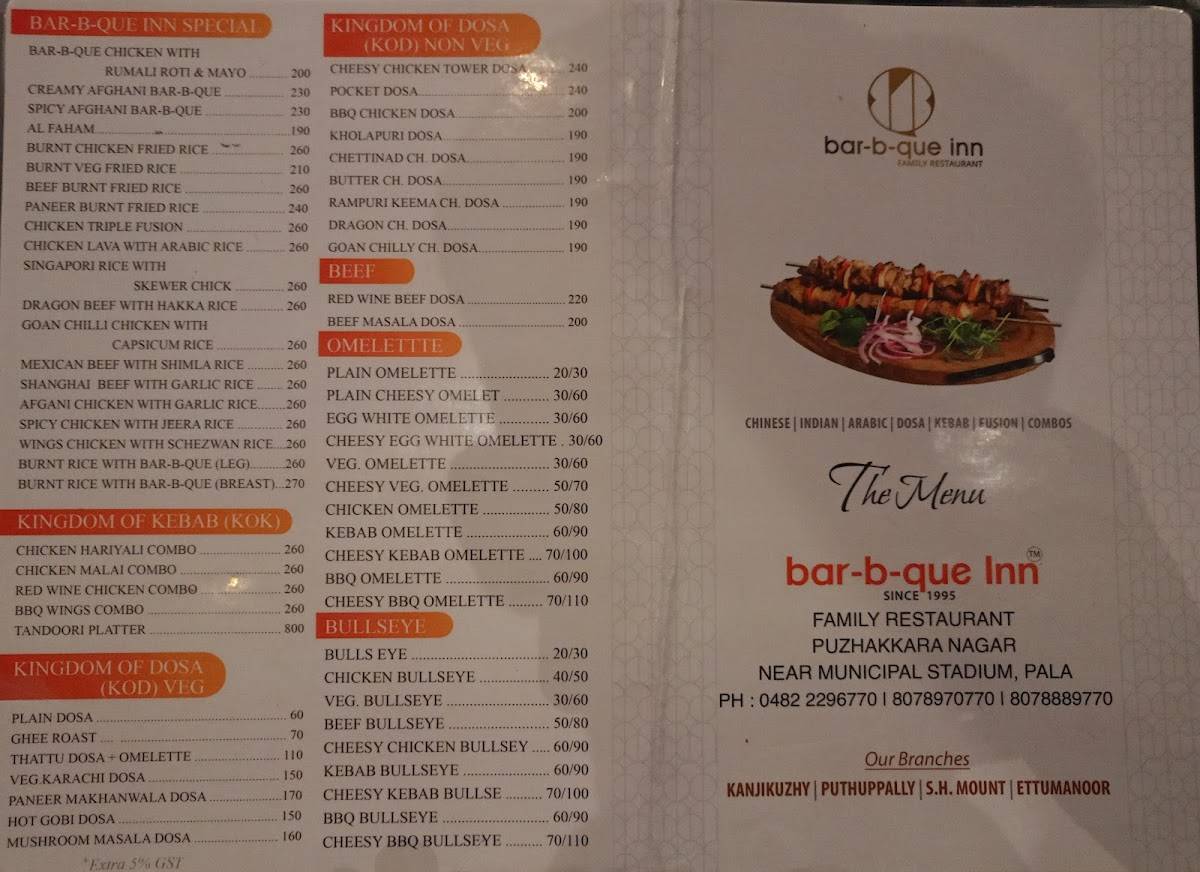 BAR-B-QUE INN SPECIAL
BAR-B-QUE CHICKEN WITH
RUMALI ROTI & MAYO ........... 200
CREAMY AFGHANI BAR-B-QUE ................ 230
SPICY AFGHANI BAR-B-QUE ..................... 230
AL FAHAM................................................ 190
BURNT CHICKEN FRIED RICE ................. 260
BURNT VEG FRIED RICE .......................... 210
BEEF BURNT FRIED RICE ......................... 260
PANEER BURNT FRIED RICE .................... 240
CHICKEN TRIPLE FUSION ........................ 260
CHICKEN LAVA WITH ARABIC RICE .......... 260
SINGAPORI RICE WITH
SKEWER CHICK .............. 260
DRAGON BEEF WITH HAKKA RICE ............ 260
GOAN CHILLI CHICKEN WITH
CAPSICUM RICE .................... 260
MEXICAN BEEF WITH SHIMLA RICE .......... 260
SHANGHAI BEEF WITH GARLIC RICE ....... 260
AFGANI CHICKEN WITH GARLIC RICE........260
SPICY CHICKEN WITH JEERA RICE ............ 260
WINGS CHICKEN WITH SCHEZWAN RICE....260
BURNT RICE WITH BAR-B-QUE (LEG)..........260
BURNT RICE WITH BAR-B-QUE (BREAST)...270
KINGDOM OF KEBAB (KOK)
CHICKEN HARIYALI COMBO ..................... 260
CHICKEN MALAI COMBO .......................... 260
RED WINE CHICKEN COMBO ................... 260
BBQ WINGS COMBO ................................. 260
TANDOORI PLATTER ................................. 800
KINGDOM OF DOSA
(KOD) VEG
PLAIN DOSA ................................................ 60
GHEE ROAST .... .......................................... 70
THATTU DOSA + OMELETTE ...................... 110
VEG.KARACHI DOSA .................................. 150
PANEER MAKHANWALA DOSA ..................170
HOT GOBI DOSA ......................................... 150
MUSHROOM MASALA DOSA ..................... 160
*Extra 5% GST
KINGDOM OF DOSA
(KOD) NON VEG
CHEESY CHICKEN TOWER DOSA........... 240
POCKET DOSA....................................... 240
BBQ CHICKEN DOSA.............................. 200
KHOLAPURI DOSA.................................. 190
CHETTINAD CH. DOSA........................... 190
BUTTER CH. DOSA................................. 190
RAMPURI KEEMA CH. DOSA ................. 190
DRAGON CH. DOSA................................ 190
GOAN CHILLY CH. DOSA........................ 190
BEEF
RED WINE BEEF DOSA ............................ 220
BEEF MASALA DOSA .............................. 200
OMELETTTE
PLAIN OMELETTE ....................... 20/30
PLAIN CHEESY OMELET ............ 30/60
EGG WHITE OMELETTE ............. 30/60
CHEESY EGG WHITE OMELETTE . 30/60
VEG. OMELETTE ......................... 30/60
CHEESY VEG. OMELETTE ......... 50/70
CHICKEN OMELETTE .................. 50/80
KEBAB OMELETTE ..................... 60/90
CHEESY KEBAB OMELETTE .... 70/100
BBQ OMELETTE .......................... 60/90
CHEESY BBQ OMELETTE ......... 70/110
BULLSEYE
BULLS EYE .................................. 20/30
CHICKEN BULLSEYE .................. 40/50
VEG. BULLSEYE ......................... 30/60
BEEF BULLSEYE ........................ 50/80
CHEESY CHICKEN BULLSEY ..... 60/90
KEBAB BULLSEYE ..................... 60/90
CHEESY KEBAB BULLSE .......... 70/100
BBQ BULLSEYE .......................... 60/90
CHEESY BBQ BULLSEYE .......... 70/110
bar-b-que inn
FAMILY RESTAURANT
CHINESE | INDIAN | ARABIC | DOSA | KEBAB | FUSION | COMBOS
The Menu
bar-b-que Inn™
SINCE 1995
FAMILY RESTAURANT
PUZHAKKARA NAGAR
NEAR MUNICIPAL STADIUM, PALA
PH : 0482 2296770 I 8078970770 I 8078889770
Our Branches
KANJIKUZHY | PUTHUPPALLY | S.H. MOUNT | ETTUMANOOR